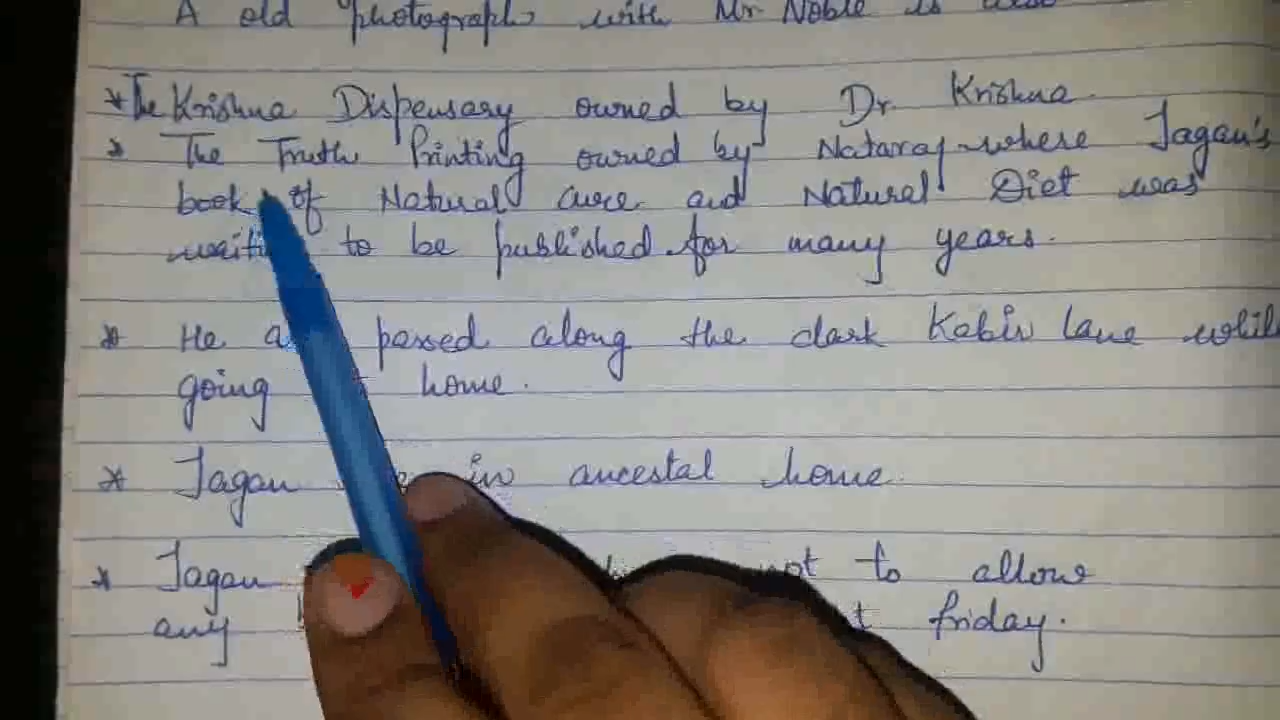 A old photograph with Mr Noble is
* The Krishna Dispensary owned by Dr Krishna
* The Truth Printing owned by Nataraj where Jagan's
book of Natural Cure and Natural Diet was
to be published for many years.
* He passed along the dark Kabir lane
going home.
* Jagan in ancestal home.
* Jagan to allow
any friday.